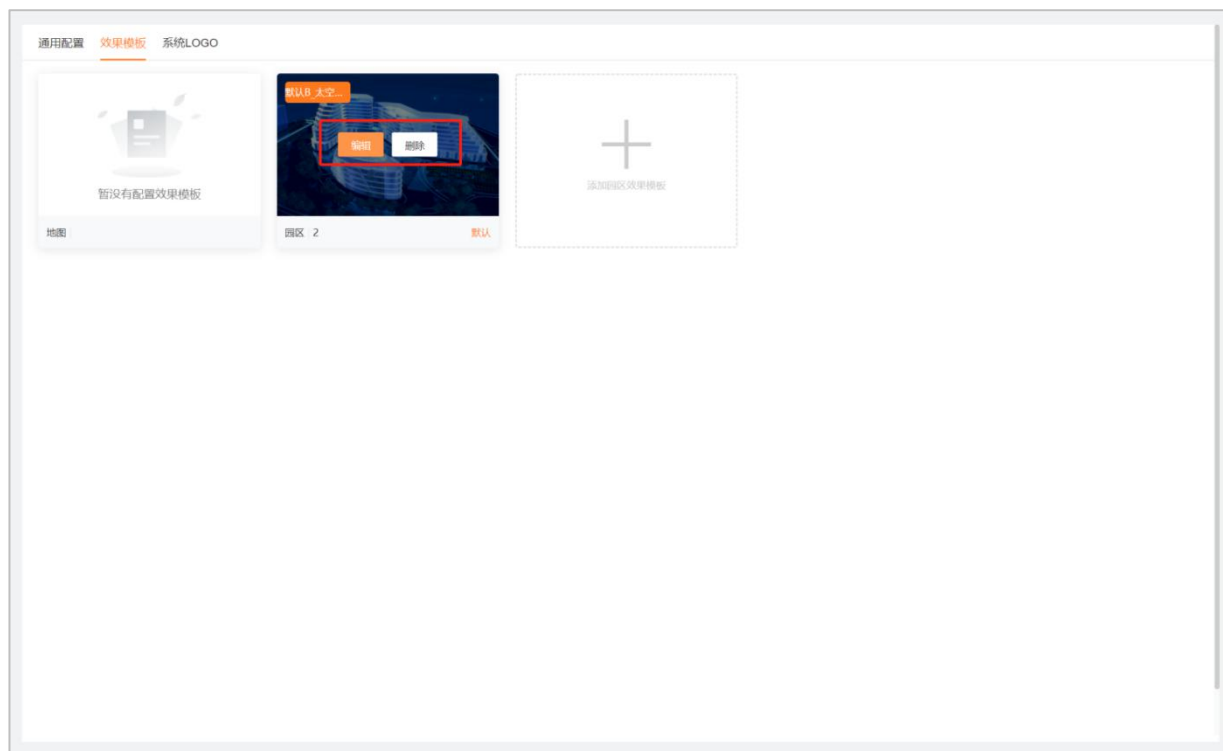 通用配置 效果模板 系统LOGO
默认B_太空...
编辑 删除
暂没有配置效果模板
添加园区效果模板
地图
园区 2 默认